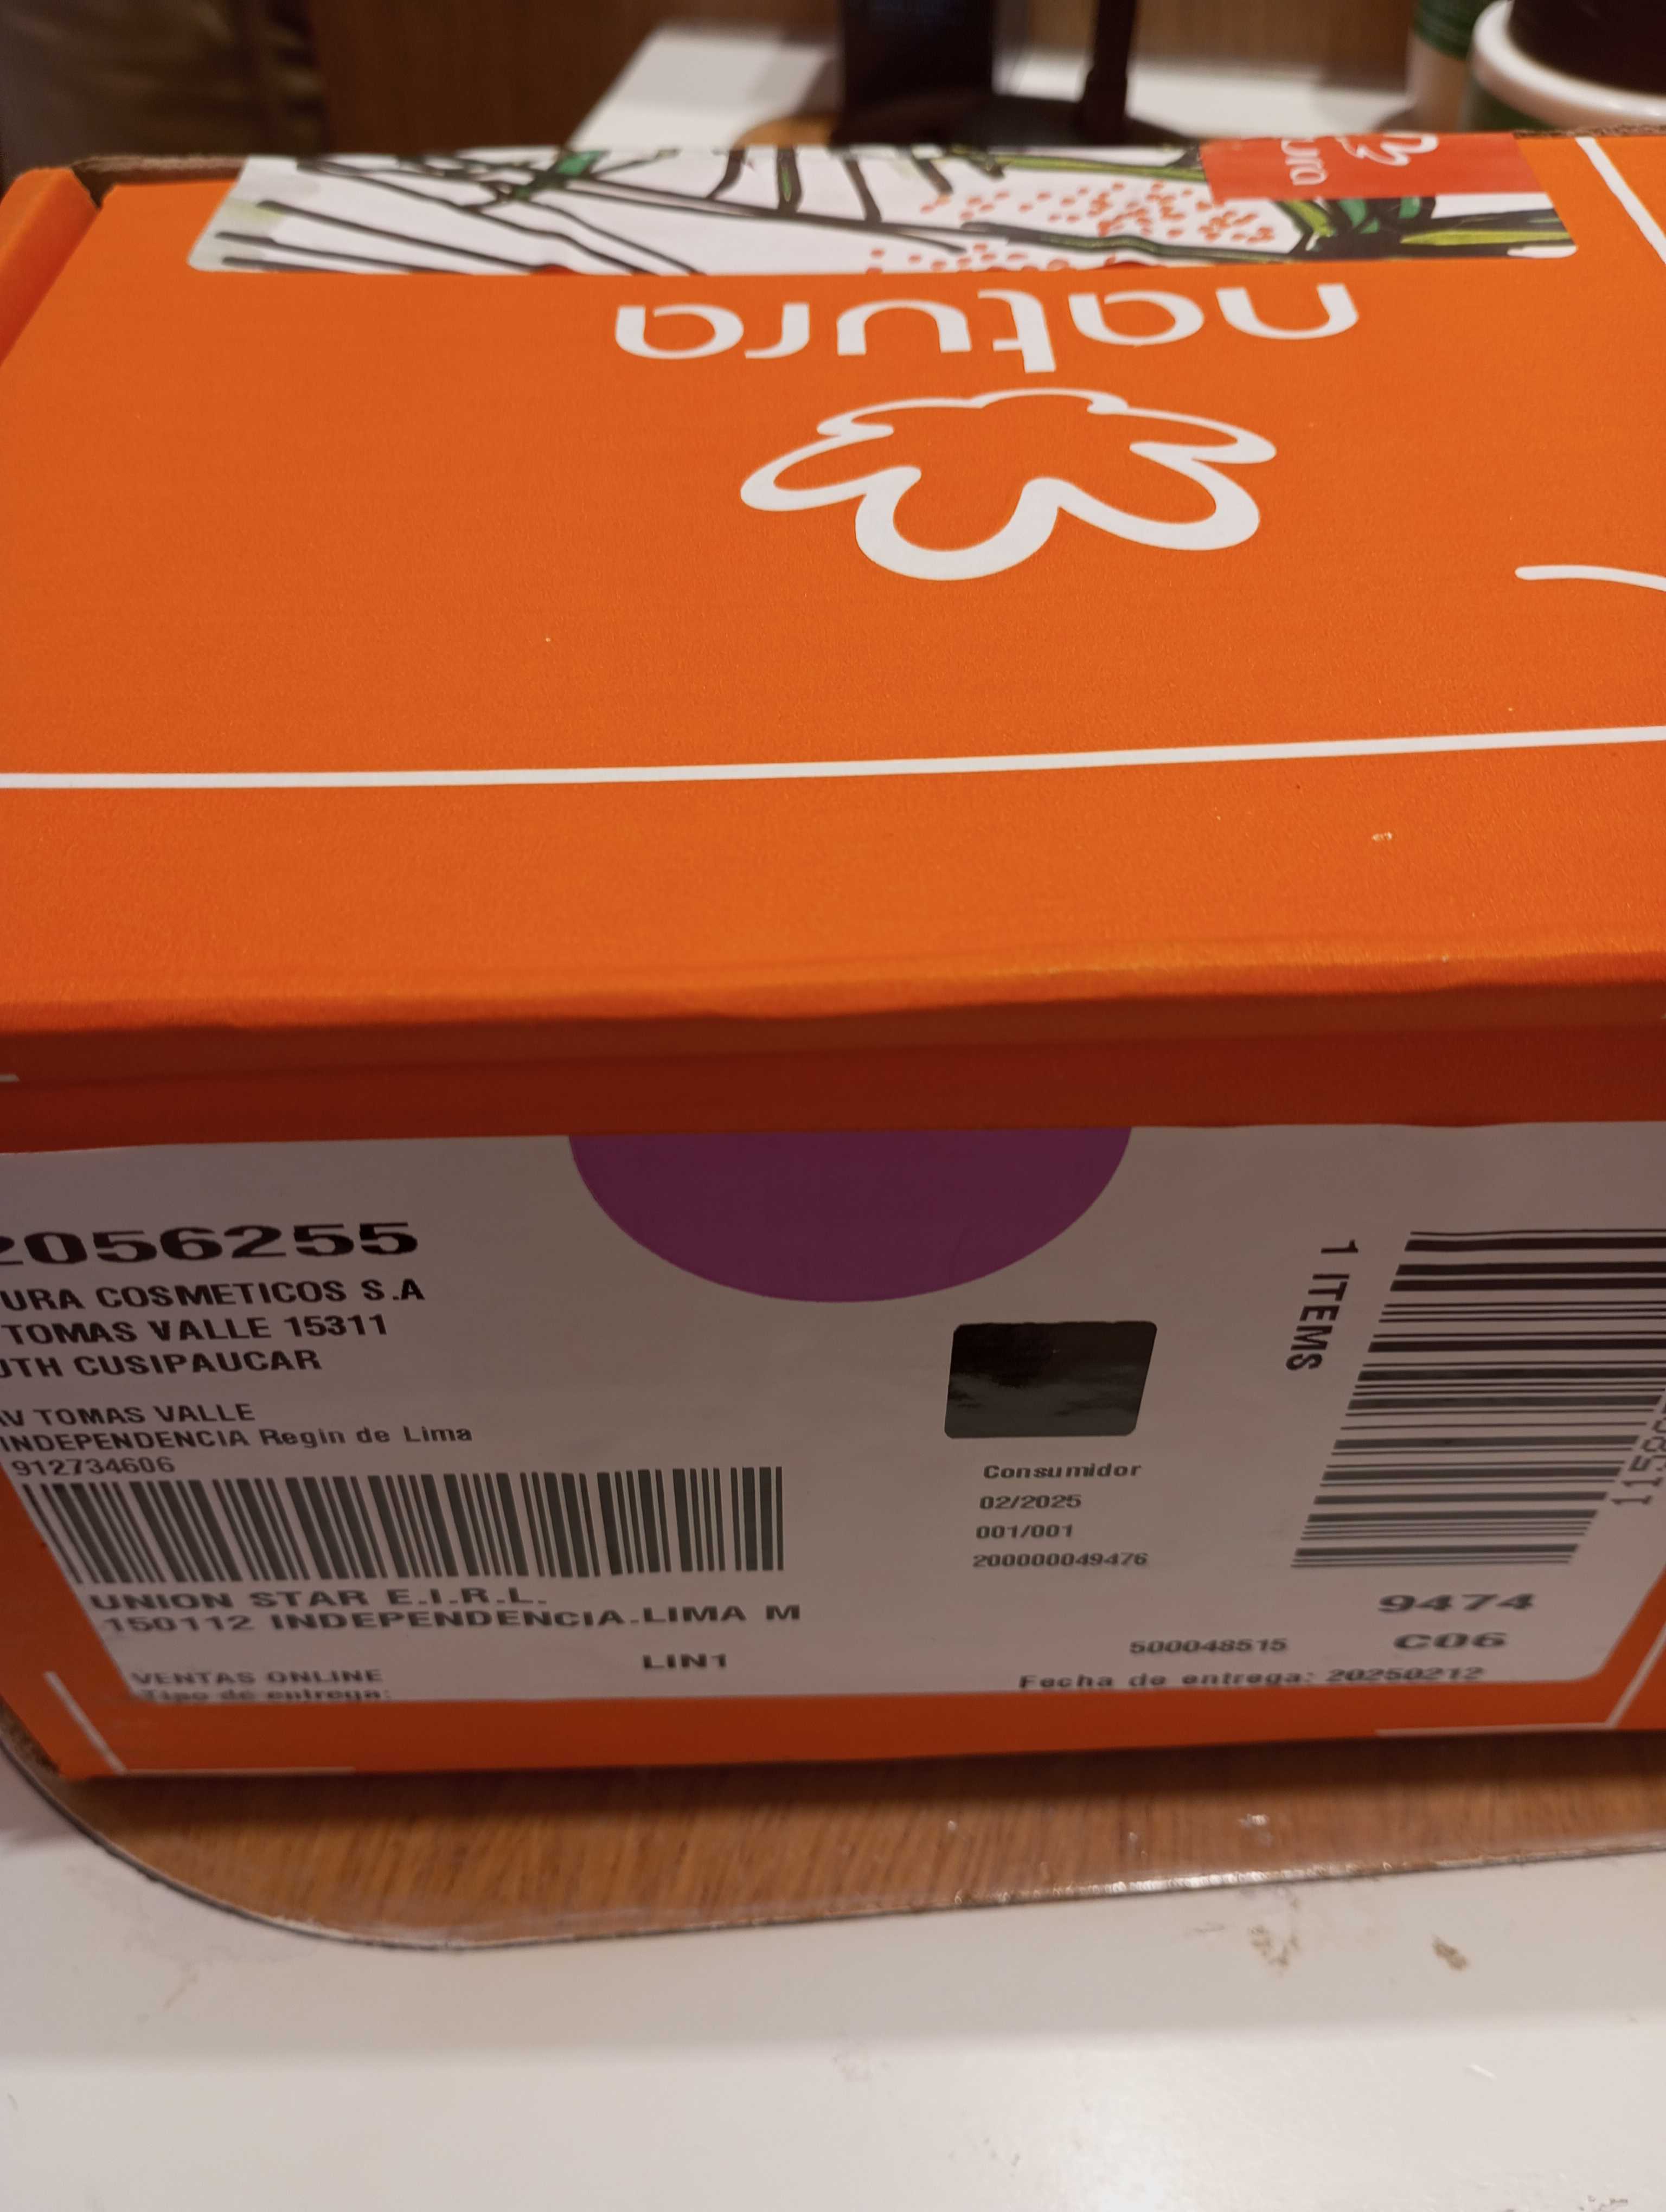 natura
2056255
URA COSMETICOS S.A
TOMAS VALLE 15311
UTH CUSIPAUCAR
AV TOMAS VALLE
INDEPENDENCIA Regin de Lima
912734606
UNION STAR E.I.R.L.
150112 INDEPENDENCIA.LIMA M
LIN1
VENTAS ONLINE
Tipo de entrega:
Consumidor
02/2025
001/001
200000049476
500048515
Fecha de entrega: 20250212
1 ITEMS
1158
9474
C06